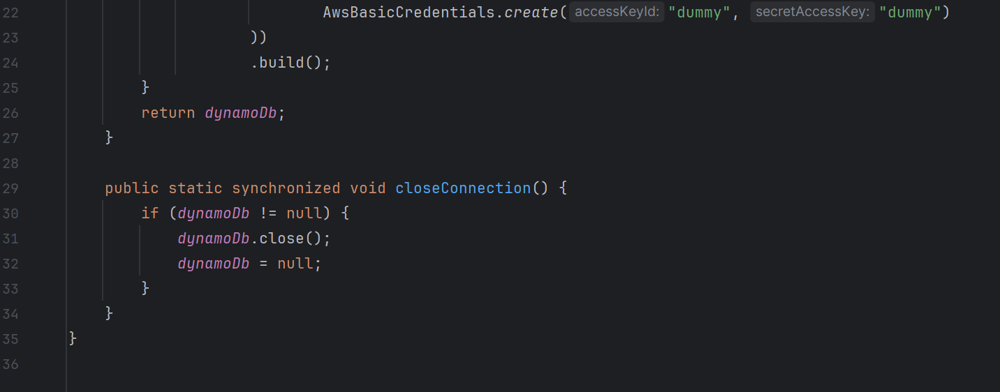 22 AwsBasicCredentials.create( accessKeyId: "dummy", secretAccessKey: "dummy")
23 ))
24 .build();
25 }
26 return dynamoDb;
27 }
28
29 public static synchronized void closeConnection() {
30 if (dynamoDb != null) {
31 dynamoDb.close();
32 dynamoDb = null;
33 }
34 }
35 }
36